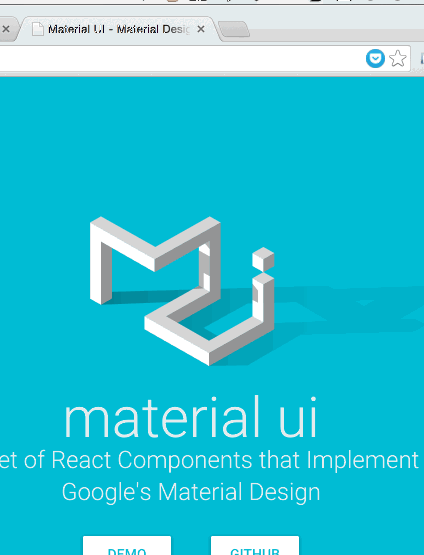 Material UI - Material Desig
material ui
et of React Components that Implement
Google's Material Design
DEMO
GITHUB